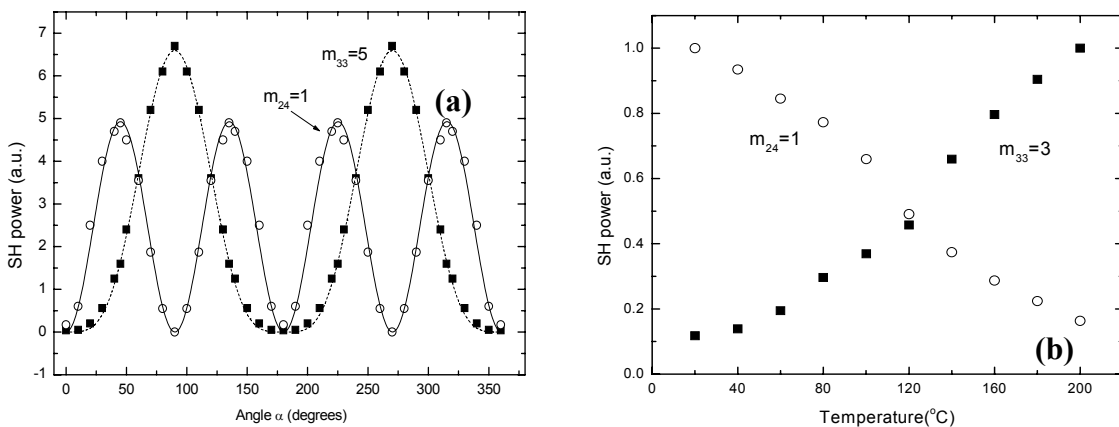 7
6
5
4
3
2
1
0
-1
SH power (a.u.)
m33=5
m24=1
(a)
0 50 100 150 200 250 300 350
Angle α (degrees)
1.0
0.8
0.6
0.4
0.2
0.0
SH power (a.u.)
m24=1
m33=3
(b)
0 40 80 120 160 200
Temperature(oC)